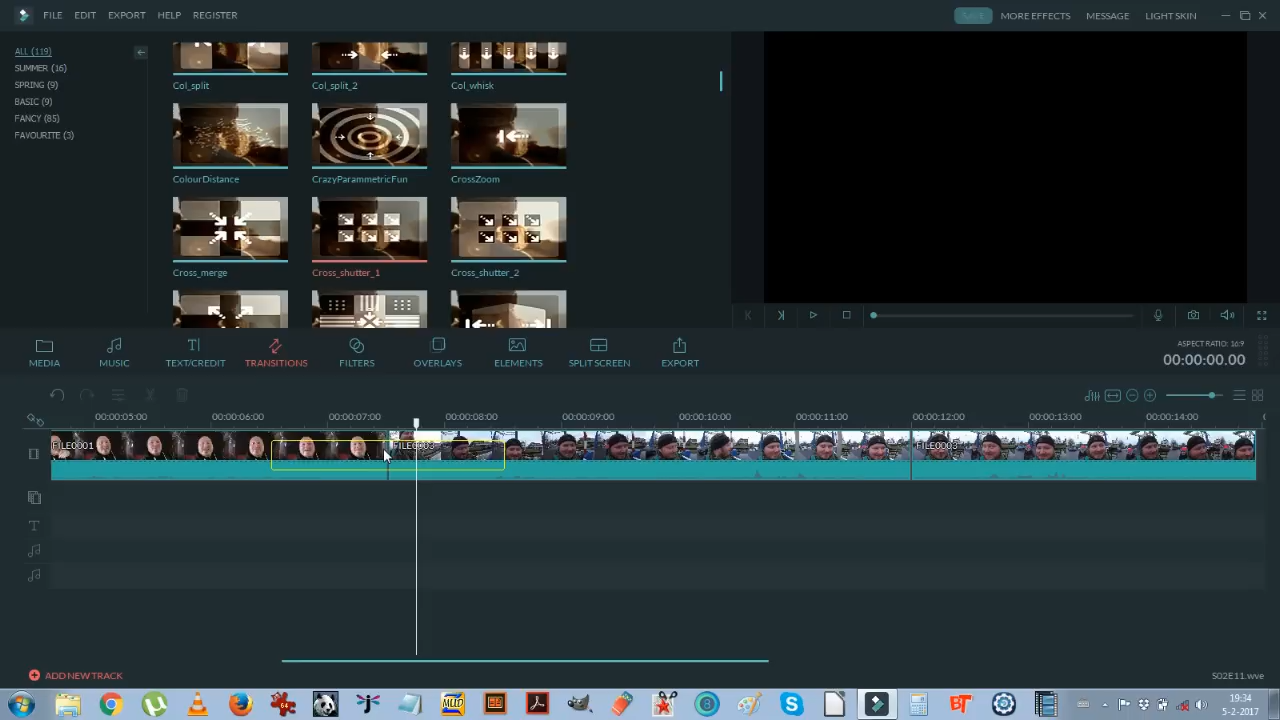 FILE EDIT EXPORT HELP REGISTER
SAVE MORE EFFECTS MESSAGE LIGHT SKIN
ALL (119)
SUMMER (16)
SPRING (9)
BASIC (9)
FANCY (85)
FAVOURITE (3)
Col_split Col_split_2 Col_whisk
ColourDistance CrazyParammetricFun CrossZoom
Cross_merge Cross_shutter_1 Cross_shutter_2
MEDIA MUSIC TEXT/CREDIT TRANSITIONS FILTERS OVERLAYS ELEMENTS SPLIT SCREEN EXPORT
ASPECT RATIO: 16:9
00:00:00.00
00:00:05:00 00:00:06:00 00:00:07:00 00:00:08:00 00:00:09:00 00:00:10:00 00:00:11:00 00:00:12:00 00:00:13:00 00:00:14:00
FILE0001 FILE0003 FILE0003
ADD NEW TRACK
S02E11.wve
19:34
5-2-2017